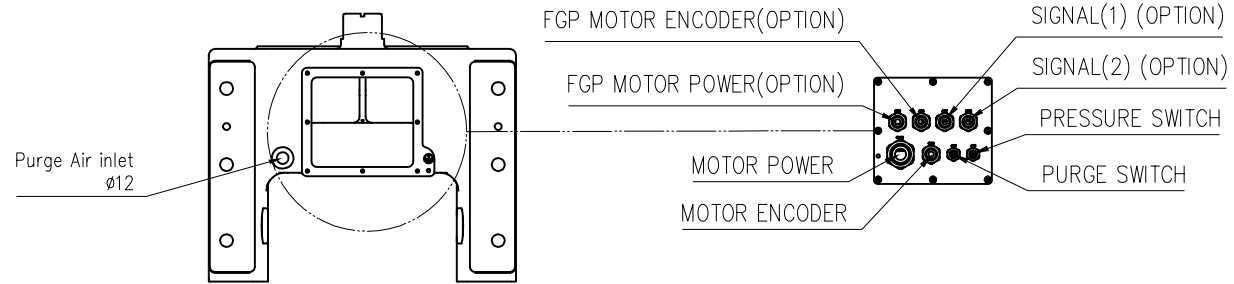 FGP MOTOR ENCODER(OPTION)
SIGNAL(1) (OPTION)
FGP MOTOR POWER(OPTION)
SIGNAL(2) (OPTION)
PRESSURE SWITCH
Purge Air inlet
ø12
MOTOR POWER
PURGE SWITCH
MOTOR ENCODER